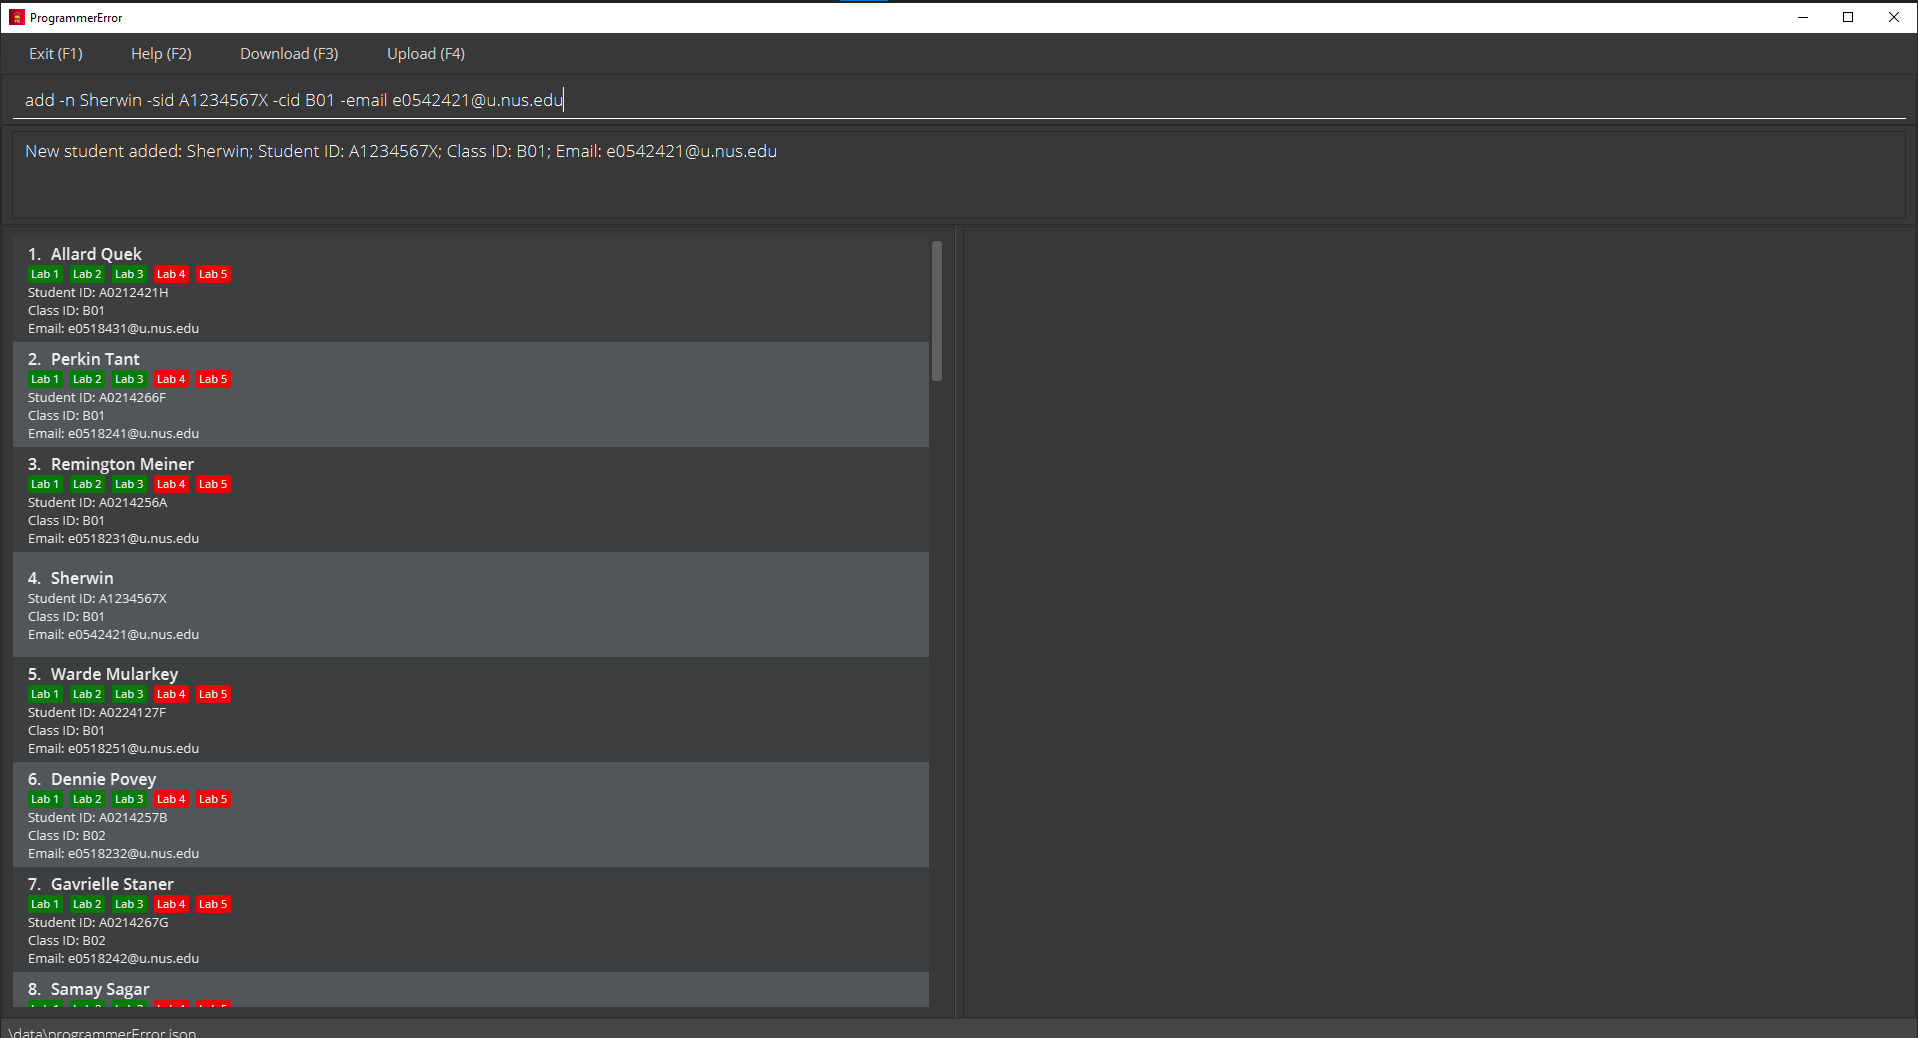 ProgrammerError
Exit (F1) Help (F2) Download (F3) Upload (F4)
add -n Sherwin -sid A1234567X -cid B01 -email e0542421@u.nus.edu
New student added: Sherwin; Student ID: A1234567X; Class ID: B01; Email: e0542421@u.nus.edu
1. Allard Quek
Lab 1 Lab 2 Lab 3 Lab 4 Lab 5
Student ID: A0212421H
Class ID: B01
Email: e0518431@u.nus.edu
2. Perkin Tant
Lab 1 Lab 2 Lab 3 Lab 4 Lab 5
Student ID: A0214266F
Class ID: B01
Email: e0518241@u.nus.edu
3. Remington Meiner
Lab 1 Lab 2 Lab 3 Lab 4 Lab 5
Student ID: A0214256A
Class ID: B01
Email: e0518231@u.nus.edu
4. Sherwin
Student ID: A1234567X
Class ID: B01
Email: e0542421@u.nus.edu
5. Warde Mularkey
Lab 1 Lab 2 Lab 3 Lab 4 Lab 5
Student ID: A0224127F
Class ID: B01
Email: e0518251@u.nus.edu
6. Dennie Povey
Lab 1 Lab 2 Lab 3 Lab 4 Lab 5
Student ID: A0214257B
Class ID: B02
Email: e0518232@u.nus.edu
7. Gavrielle Staner
Lab 1 Lab 2 Lab 3 Lab 4 Lab 5
Student ID: A0214267G
Class ID: B02
Email: e0518242@u.nus.edu
8. Samay Sagar
\data\programmerError.json